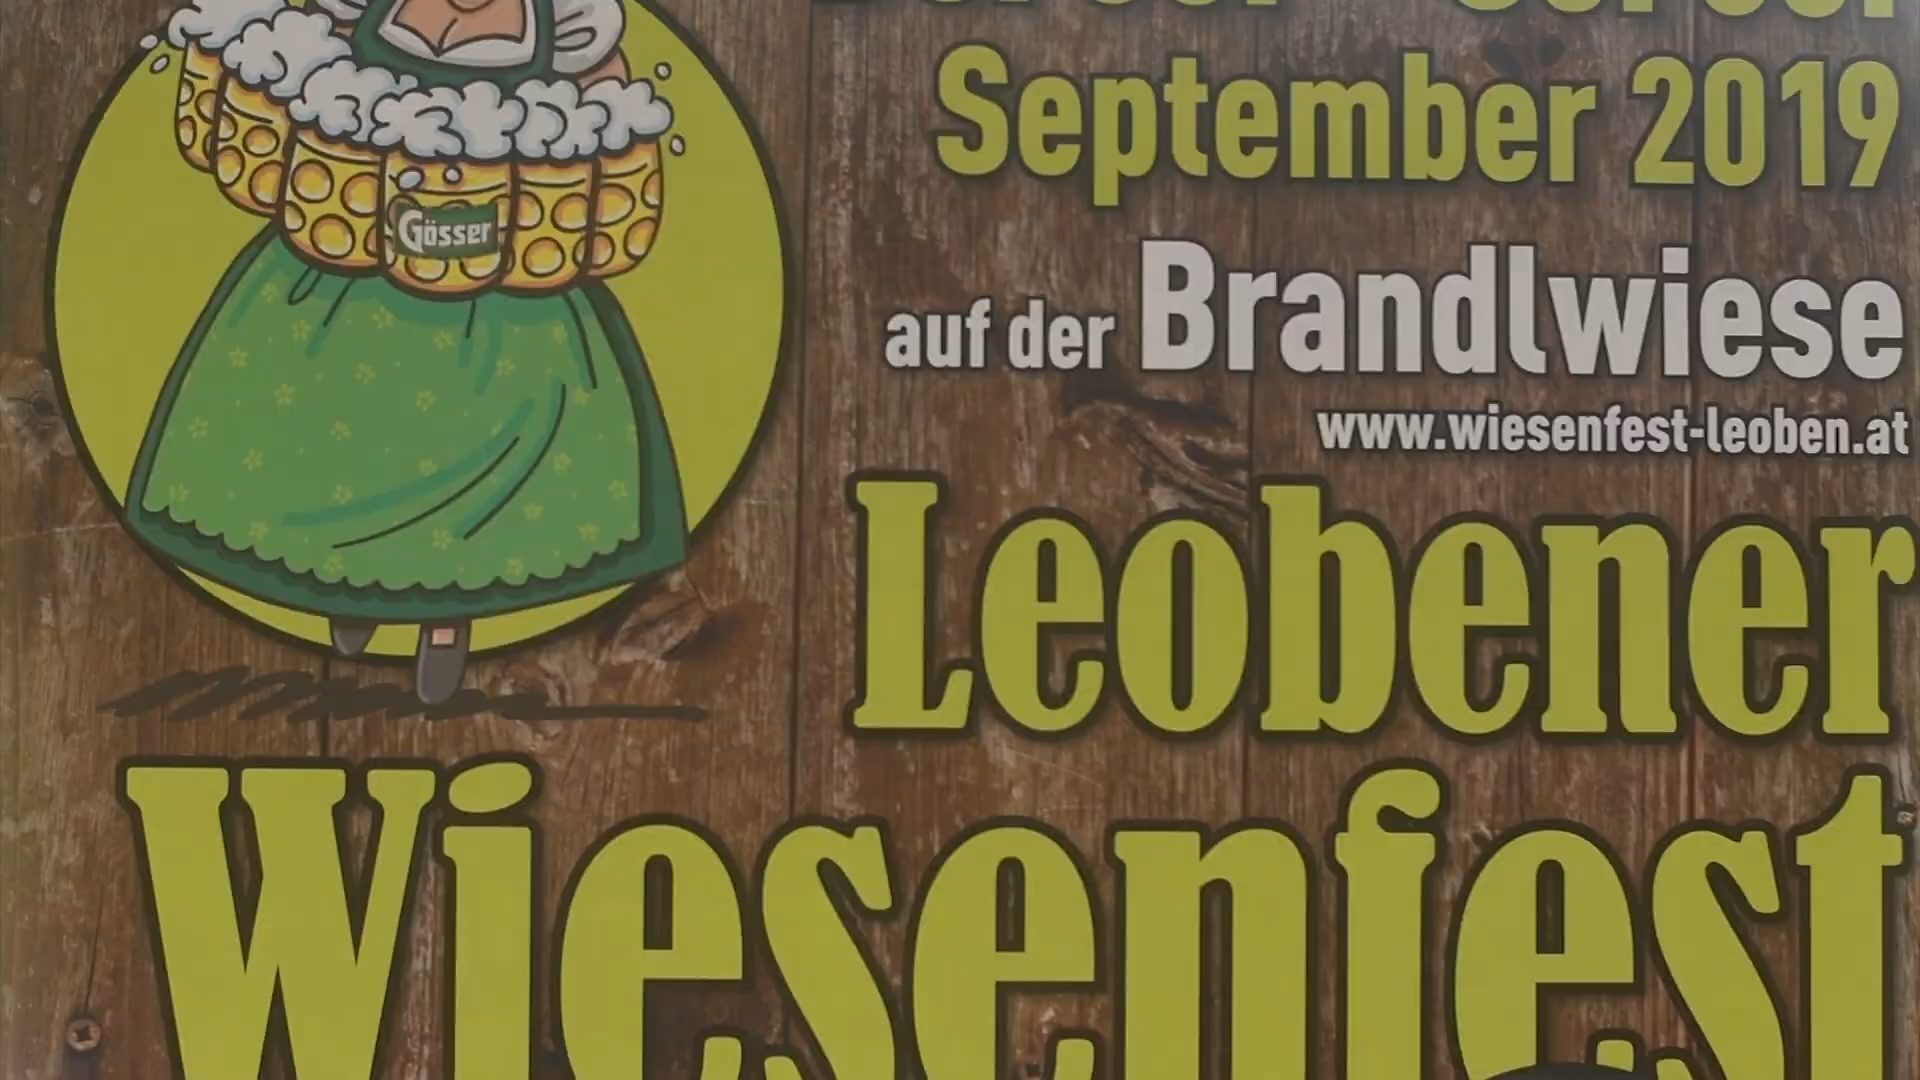 September 2019
auf der Brandlwiese
www.wiesenfest-leoben.at
Gösser
Leobener
Wiesenfest